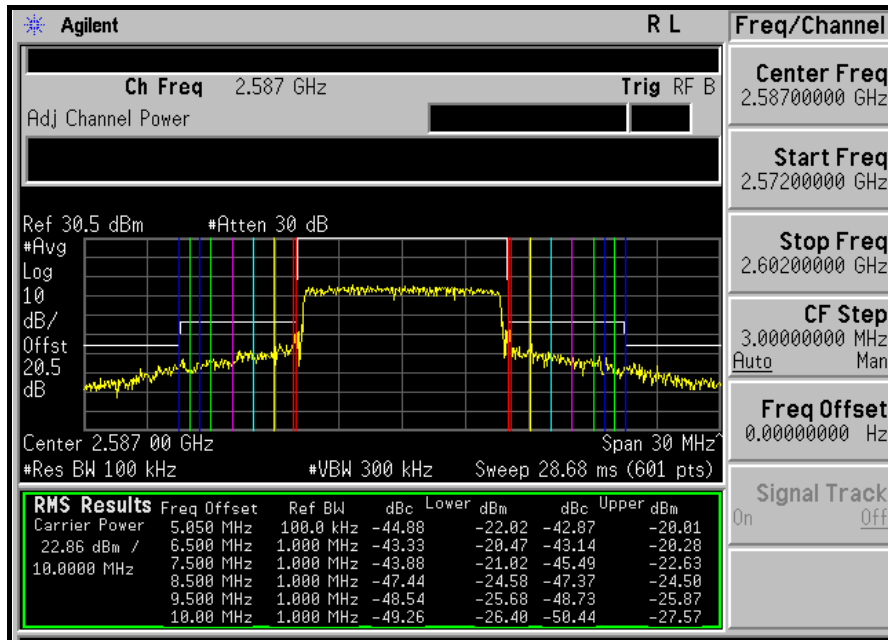 Agilent R L Freq/Channel
Ch Freq 2.587 GHz Trig RF B
Adj Channel Power
Center Freq
2.58700000 GHz
Start Freq
2.57200000 GHz
Stop Freq
2.60200000 GHz
CF Step
3.00000000 MHz
Auto Man
Freq Offset
0.00000000 Hz
Signal Track
On Off
Ref 30.5 dBm #Atten 30 dB
#Avg
Log
10
dB/
Offst
20.5
dB
Center 2.587 00 GHz Span 30 MHz^
#Res BW 100 kHz #VBW 300 kHz Sweep 28.68 ms (601 pts)
RMS Results Freq Offset Ref BW dBc Lower dBm dBc Upper dBm
Carrier Power 5.050 MHz 100.0 kHz -44.88 -22.02 -42.87 -20.01
22.86 dBm / 6.500 MHz 1.000 MHz -43.33 -20.47 -43.14 -20.28
10.0000 MHz 7.500 MHz 1.000 MHz -43.88 -21.02 -45.49 -22.63
8.500 MHz 1.000 MHz -47.44 -24.58 -47.37 -24.50
9.500 MHz 1.000 MHz -48.54 -25.68 -48.73 -25.87
10.00 MHz 1.000 MHz -49.26 -26.40 -50.44 -27.57